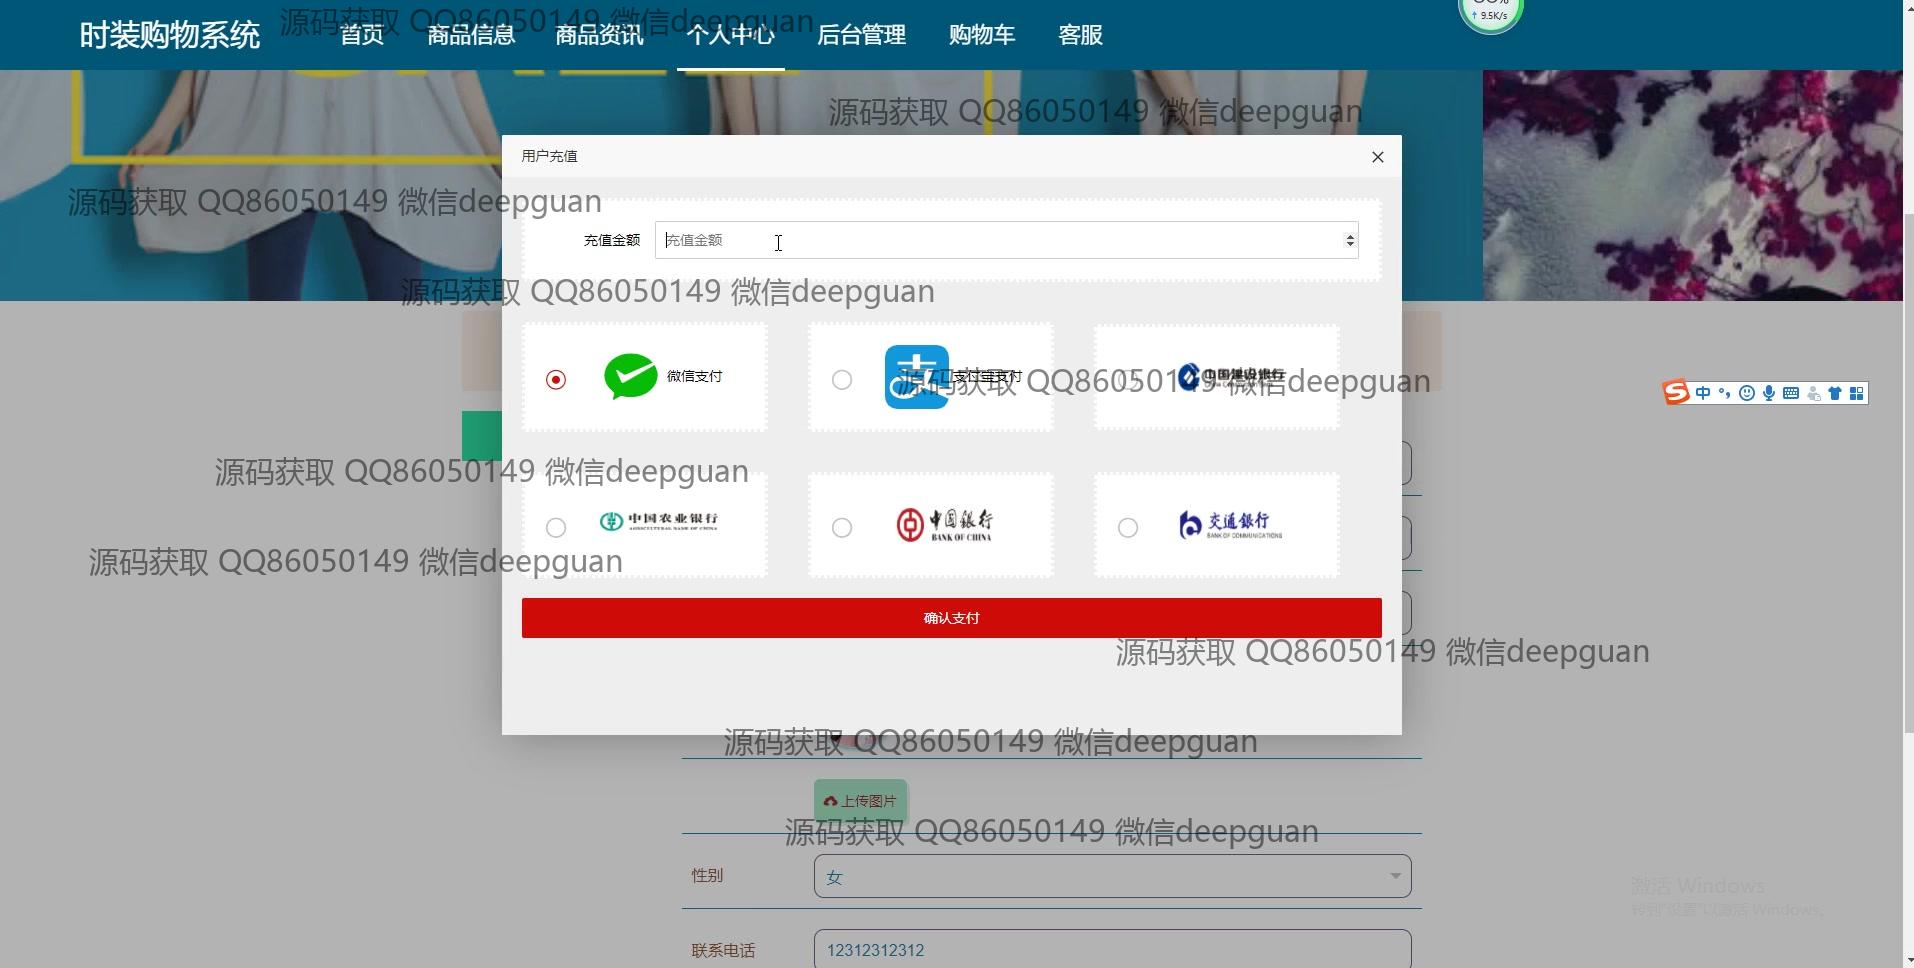 时装购物系统 首页 商品信息 商品资讯 个人中心 后台管理 购物车 客服
9.5K/s
源码获取 QQ86050149 微信deepguan
源码获取 QQ86050149 微信deepguan
用户充值
源码获取 QQ86050149 微信deepguan
充值金额 充值金额
源码获取 QQ86050149 微信deepguan
微信支付 支付宝支付 中国建设银行
源码获取 QQ86050149 微信deepguan
中
源码获取 QQ86050149 微信deepguan
中国农业银行 中国银行 交通银行
AGRICULTURAL BANK OF CHINA BANK OF CHINA BANK OF COMMUNICATIONS
源码获取 QQ86050149 微信deepguan
确认支付
源码获取 QQ86050149 微信deepguan
源码获取 QQ86050149 微信deepguan
上传图片
源码获取 QQ86050149 微信deepguan
性别 女
激活 Windows
转到"设置"以激活 Windows。
联系电话 12312312312